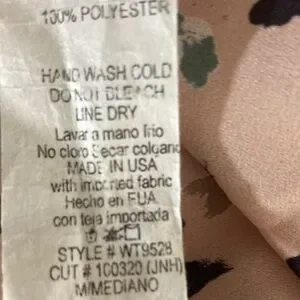 100% POLYESTER
HAND WASH COLD
DO NOT BLEACH
LINE DRY
Lavar a mano frio
No cloro Secar colgano
MADE IN USA
with imported fabric
Hecho en EUA
con tela importada
STYLE # WT9528
CUT # 100320 (JNH)
M/MEDIANO